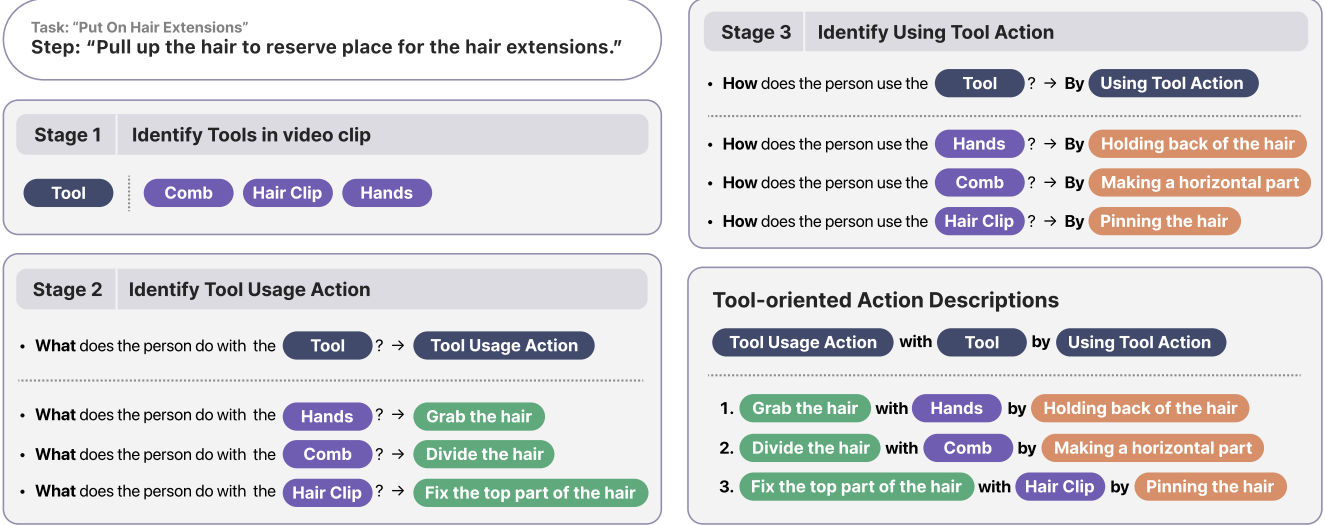 Task: “Put On Hair Extensions”
Step: “Pull up the hair to reserve place for the hair extensions.”
Stage 1 Identify Tools in video clip
Tool Comb Hair Clip Hands
Stage 2 Identify Tool Usage Action
• What does the person do with the Tool ? → Tool Usage Action
• What does the person do with the Hands ? → Grab the hair
• What does the person do with the Comb ? → Divide the hair
• What does the person do with the Hair Clip ? → Fix the top part of the hair
Stage 3 Identify Using Tool Action
• How does the person use the Tool ? → By Using Tool Action
• How does the person use the Hands ? → By Holding back of the hair
• How does the person use the Comb ? → By Making a horizontal part
• How does the person use the Hair Clip ? → By Pinning the hair
Tool-oriented Action Descriptions
Tool Usage Action with Tool by Using Tool Action
1. Grab the hair with Hands by Holding back of the hair
2. Divide the hair with Comb by Making a horizontal part
3. Fix the top part of the hair with Hair Clip by Pinning the hair